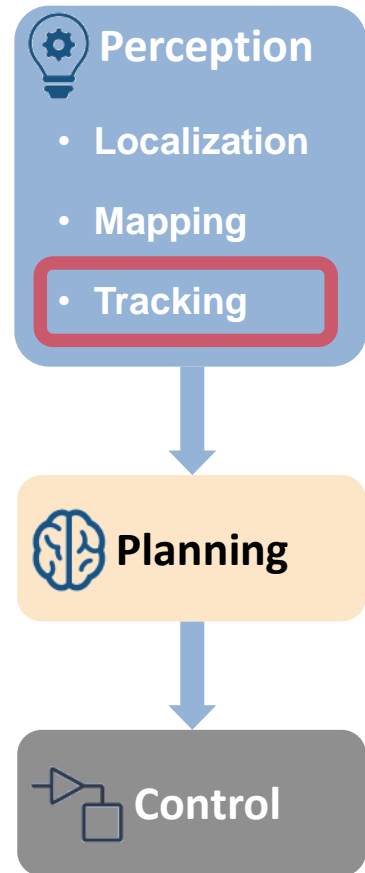 Perception
• Localization
• Mapping
• Tracking
Planning
Control